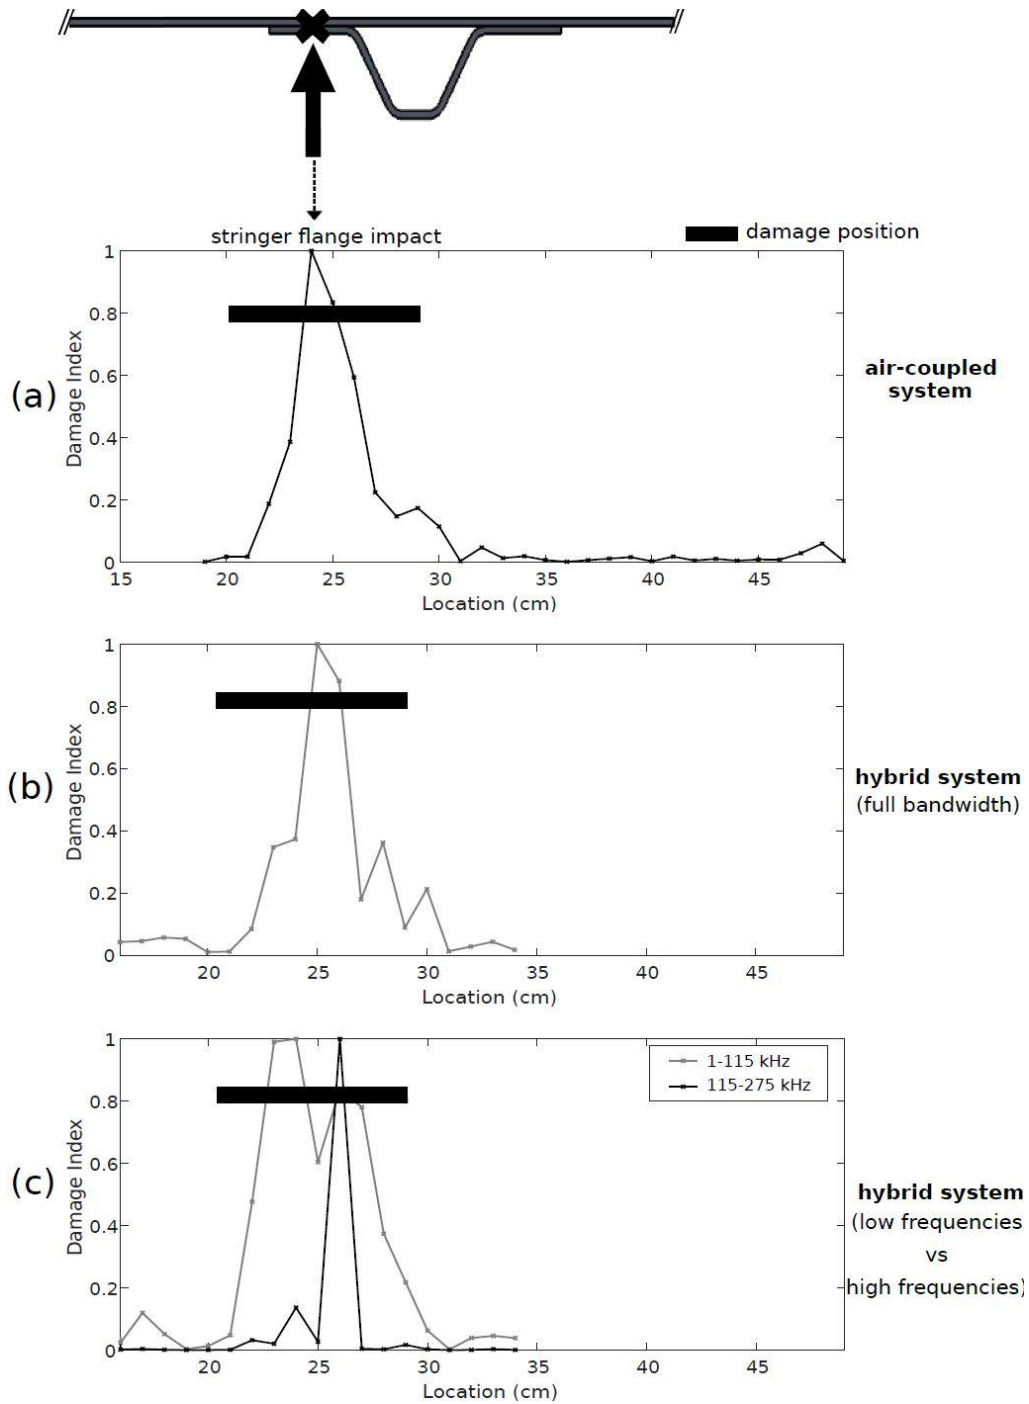 stringer flange impact
damage position
(a)
Damage Index
1
0.8
0.6
0.4
0.2
0
15
20
25
30
35
40
45
Location (cm)
air-coupled
system
(b)
Damage Index
1
0.8
0.6
0.4
0.2
0
20
25
30
35
40
45
Location (cm)
hybrid system
(full bandwidth)
(c)
Damage Index
1
0.8
0.6
0.4
0.2
0
20
25
30
35
40
45
Location (cm)
1-115 kHz
115-275 kHz
hybrid system
(low frequencies
vs
high frequencies)